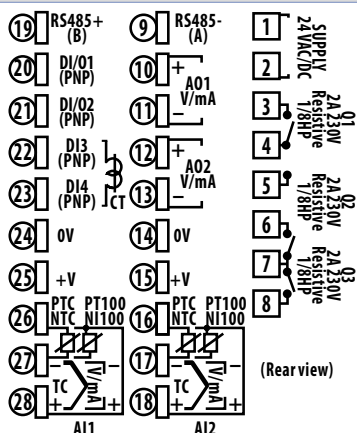 19 RS485+ (B)
20 DI/O1 (PNP)
21 DI/O2 (PNP)
22 DI3 (PNP)
23 DI4 (PNP)
CT
24 0V
25 +V
26 PTC NTC PT100 NI100
27 − −
TC V/mA
28 + +
AI1
9 RS485- (A)
10 +
AO1 V/mA
11 −
12 +
AO2 V/mA
13 −
14 0V
15 +V
16 PTC NTC PT100 NI100
17 − −
TC V/mA
18 + +
AI2
1
SUPPLY
24 VAC/DC
2
3
Q1
2A 230V
Resistive
1/8HP
4
5
Q2
2A 230V
Resistive
1/8HP
6
7
Q3
2A 230V
Resistive
1/8HP
8
(Rear view)